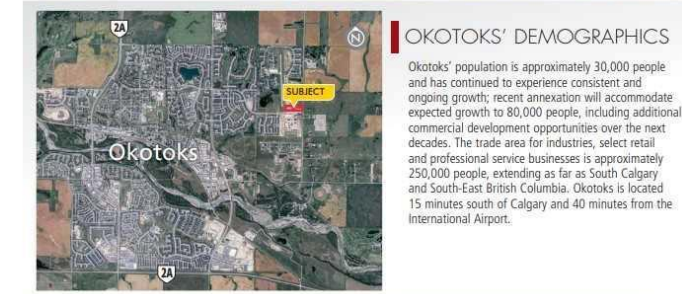 2A
N
SUBJECT
Okotoks
2A
OKOTOKS' DEMOGRAPHICS
Okotoks' population is approximately 30,000 people
and has continued to experience consistent and
ongoing growth; recent annexation will accommodate
expected growth to 80,000 people, including additional
commercial development opportunities over the next
decades. The trade area for industries, select retail
and professional service businesses is approximately
250,000 people, extending as far as South Calgary
and South-East British Columbia. Okotoks is located
15 minutes south of Calgary and 40 minutes from the
International Airport.